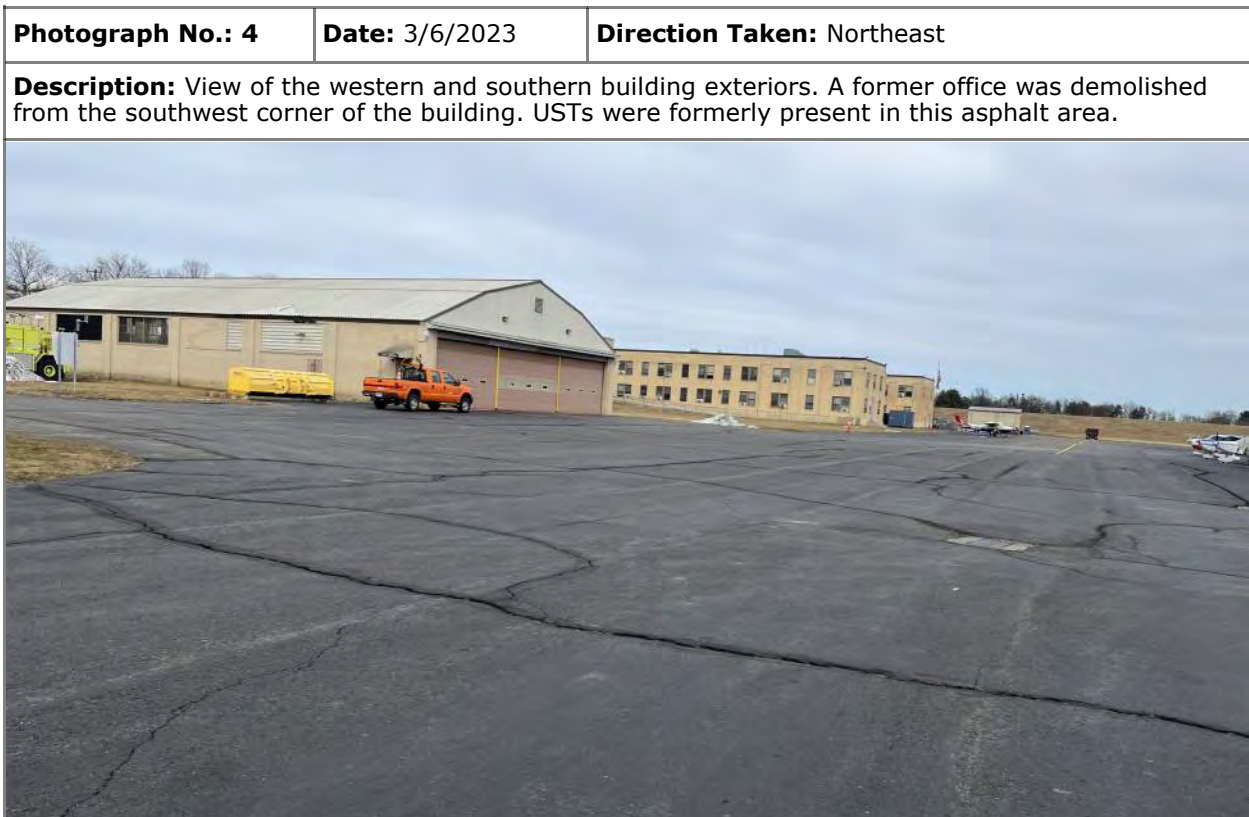 Photograph No.: 4
Date: 3/6/2023
Direction Taken: Northeast
Description: View of the western and southern building exteriors. A former office was demolished
from the southwest corner of the building. USTs were formerly present in this asphalt area.